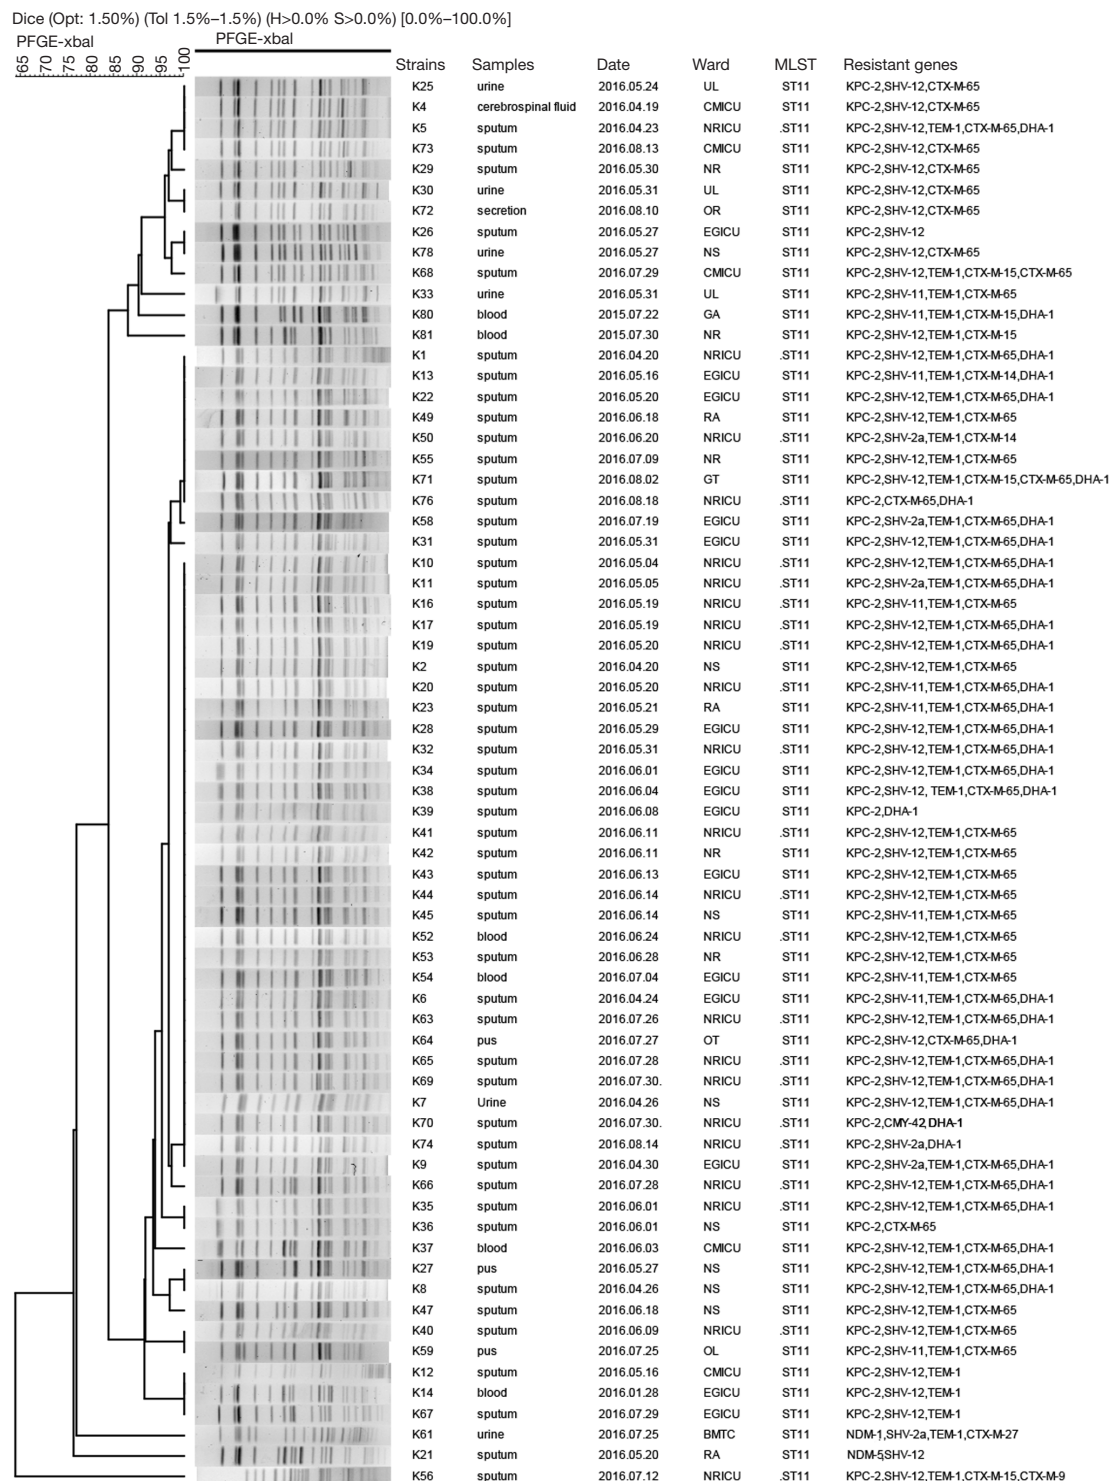 Dice (Opt: 1.50%) (Tol 1.5%–1.5%) (H>0.0% S>0.0%) [0.0%–100.0%]
PFGE-xbal PFGE-xbal
65 70 75 80 85 90 95 100
Strains Samples Date Ward MLST Resistant genes
K25 urine 2016.05.24 UL ST11 KPC-2,SHV-12,CTX-M-65
K4 cerebrospinal fluid 2016.04.19 CMICU ST11 KPC-2,SHV-12,CTX-M-65
K5 sputum 2016.04.23 NRICU .ST11 KPC-2,SHV-12,TEM-1,CTX-M-65,DHA-1
K73 sputum 2016.08.13 CMICU ST11 KPC-2,SHV-12,CTX-M-65
K29 sputum 2016.05.30 NR ST11 KPC-2,SHV-12,CTX-M-65
K30 urine 2016.05.31 UL ST11 KPC-2,SHV-12,CTX-M-65
K72 secretion 2016.08.10 OR ST11 KPC-2,SHV-12,CTX-M-65
K26 sputum 2016.05.27 EGICU ST11 KPC-2,SHV-12
K78 urine 2016.05.27 NS ST11 KPC-2,SHV-12,CTX-M-65
K68 sputum 2016.07.29 CMICU ST11 KPC-2,SHV-12,TEM-1,CTX-M-15,CTX-M-65
K33 urine 2016.05.31 UL ST11 KPC-2,SHV-11,TEM-1,CTX-M-65
K80 blood 2015.07.22 GA ST11 KPC-2,SHV-11,TEM-1,CTX-M-15,DHA-1
K81 blood 2015.07.30 NR ST11 KPC-2,SHV-12,TEM-1,CTX-M-15
K1 sputum 2016.04.20 NRICU .ST11 KPC-2,SHV-12,TEM-1,CTX-M-65,DHA-1
K13 sputum 2016.05.16 EGICU ST11 KPC-2,SHV-11,TEM-1,CTX-M-14,DHA-1
K22 sputum 2016.05.20 EGICU ST11 KPC-2,SHV-12,TEM-1,CTX-M-65,DHA-1
K49 sputum 2016.06.18 RA ST11 KPC-2,SHV-12,TEM-1,CTX-M-65
K50 sputum 2016.06.20 NRICU .ST11 KPC-2,SHV-2a,TEM-1,CTX-M-14
K55 sputum 2016.07.09 NR ST11 KPC-2,SHV-12,TEM-1,CTX-M-65
K71 sputum 2016.08.02 GT ST11 KPC-2,SHV-12,TEM-1,CTX-M-15,CTX-M-65,DHA-1
K76 sputum 2016.08.18 NRICU .ST11 KPC-2,CTX-M-65,DHA-1
K58 sputum 2016.07.19 EGICU ST11 KPC-2,SHV-2a,TEM-1,CTX-M-65,DHA-1
K31 sputum 2016.05.31 EGICU ST11 KPC-2,SHV-12,TEM-1,CTX-M-65,DHA-1
K10 sputum 2016.05.04 NRICU .ST11 KPC-2,SHV-12,TEM-1,CTX-M-65,DHA-1
K11 sputum 2016.05.05 NRICU .ST11 KPC-2,SHV-2a,TEM-1,CTX-M-65,DHA-1
K16 sputum 2016.05.19 NRICU .ST11 KPC-2,SHV-11,TEM-1,CTX-M-65
K17 sputum 2016.05.19 NRICU .ST11 KPC-2,SHV-12,TEM-1,CTX-M-65,DHA-1
K19 sputum 2016.05.20 NRICU .ST11 KPC-2,SHV-12,TEM-1,CTX-M-65,DHA-1
K2 sputum 2016.04.20 NS ST11 KPC-2,SHV-12,TEM-1,CTX-M-65
K20 sputum 2016.05.20 NRICU .ST11 KPC-2,SHV-11,TEM-1,CTX-M-65,DHA-1
K23 sputum 2016.05.21 RA ST11 KPC-2,SHV-11,TEM-1,CTX-M-65,DHA-1
K28 sputum 2016.05.29 EGICU ST11 KPC-2,SHV-12,TEM-1,CTX-M-65,DHA-1
K32 sputum 2016.05.31 NRICU .ST11 KPC-2,SHV-12,TEM-1,CTX-M-65,DHA-1
K34 sputum 2016.06.01 EGICU ST11 KPC-2,SHV-12,TEM-1,CTX-M-65,DHA-1
K38 sputum 2016.06.04 EGICU ST11 KPC-2,SHV-12, TEM-1,CTX-M-65,DHA-1
K39 sputum 2016.06.08 EGICU ST11 KPC-2,DHA-1
K41 sputum 2016.06.11 NRICU .ST11 KPC-2,SHV-12,TEM-1,CTX-M-65
K42 sputum 2016.06.11 NR ST11 KPC-2,SHV-12,TEM-1,CTX-M-65
K43 sputum 2016.06.13 EGICU ST11 KPC-2,SHV-12,TEM-1,CTX-M-65
K44 sputum 2016.06.14 NRICU .ST11 KPC-2,SHV-12,TEM-1,CTX-M-65
K45 sputum 2016.06.14 NS ST11 KPC-2,SHV-11,TEM-1,CTX-M-65
K52 blood 2016.06.24 NRICU .ST11 KPC-2,SHV-12,TEM-1,CTX-M-65
K53 sputum 2016.06.28 NR ST11 KPC-2,SHV-12,TEM-1,CTX-M-65
K54 blood 2016.07.04 EGICU ST11 KPC-2,SHV-11,TEM-1,CTX-M-65
K6 sputum 2016.04.24 EGICU ST11 KPC-2,SHV-11,TEM-1,CTX-M-65,DHA-1
K63 sputum 2016.07.26 NRICU .ST11 KPC-2,SHV-12,TEM-1,CTX-M-65,DHA-1
K64 pus 2016.07.27 OT ST11 KPC-2,SHV-12,CTX-M-65,DHA-1
K65 sputum 2016.07.28 NRICU .ST11 KPC-2,SHV-12,TEM-1,CTX-M-65,DHA-1
K69 sputum 2016.07.30. NRICU .ST11 KPC-2,SHV-12,TEM-1,CTX-M-65,DHA-1
K7 Urine 2016.04.26 NS ST11 KPC-2,SHV-12,TEM-1,CTX-M-65,DHA-1
K70 sputum 2016.07.30. NRICU .ST11 KPC-2,CMY-42,DHA-1
K74 sputum 2016.08.14 NRICU .ST11 KPC-2,SHV-2a,DHA-1
K9 sputum 2016.04.30 EGICU ST11 KPC-2,SHV-2a,TEM-1,CTX-M-65,DHA-1
K66 sputum 2016.07.28 NRICU .ST11 KPC-2,SHV-12,TEM-1,CTX-M-65,DHA-1
K35 sputum 2016.06.01 NRICU .ST11 KPC-2,SHV-12,TEM-1,CTX-M-65,DHA-1
K36 sputum 2016.06.01 NS ST11 KPC-2,CTX-M-65
K37 blood 2016.06.03 CMICU ST11 KPC-2,SHV-12,TEM-1,CTX-M-65,DHA-1
K27 pus 2016.05.27 NS ST11 KPC-2,SHV-12,TEM-1,CTX-M-65,DHA-1
K8 sputum 2016.04.26 NS ST11 KPC-2,SHV-12,TEM-1,CTX-M-65,DHA-1
K47 sputum 2016.06.18 NS ST11 KPC-2,SHV-12,TEM-1,CTX-M-65
K40 sputum 2016.06.09 NRICU .ST11 KPC-2,SHV-12,TEM-1,CTX-M-65
K59 pus 2016.07.25 OL ST11 KPC-2,SHV-11,TEM-1,CTX-M-65
K12 sputum 2016.05.16 CMICU ST11 KPC-2,SHV-12,TEM-1
K14 blood 2016.01.28 EGICU ST11 KPC-2,SHV-12,TEM-1
K67 sputum 2016.07.29 EGICU ST11 KPC-2,SHV-12,TEM-1
K61 urine 2016.07.25 BMTC ST11 NDM-1,SHV-2a,TEM-1,CTX-M-27
K21 sputum 2016.05.20 RA ST11 NDM-5,SHV-12
K56 sputum 2016.07.12 NRICU .ST11 KPC-2,SHV-12,TEM-1,CTX-M-15,CTX-M-9